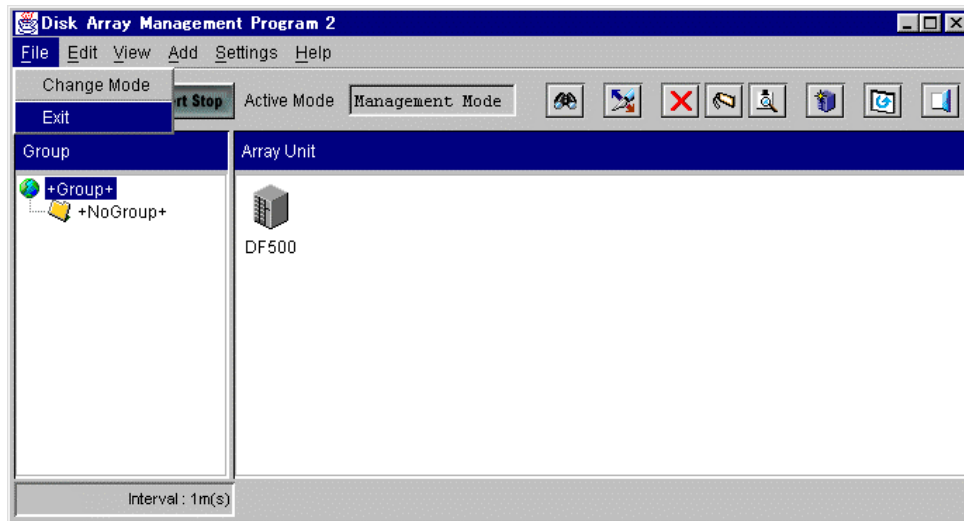 Disk Array Management Program 2
File Edit View Add Settings Help
Change Mode
Exit
rt Stop
Active Mode Management Mode
Group
Array Unit
+Group+
+NoGroup+
DF500
Interval : 1m(s)